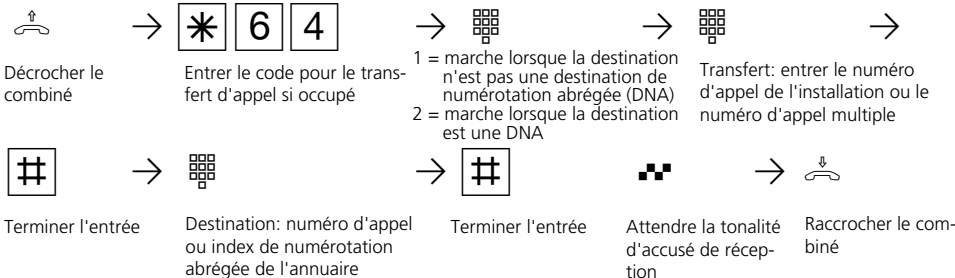 * 6 4
Décrocher le
combiné
Entrer le code pour le trans-
fert d'appel si occupé
1 = marche lorsque la destination
n'est pas une destination de
numérotation abrégée (DNA)
2 = marche lorsque la destination
est une DNA
Transfert: entrer le numéro
d'appel de l'installation ou le
numéro d'appel multiple
#
#
Terminer l'entrée
Destination: numéro d'appel
ou index de numérotation
abrégée de l'annuaire
Terminer l'entrée
Attendre la tonalité
d'accusé de récep-
tion
Raccrocher le com-
biné